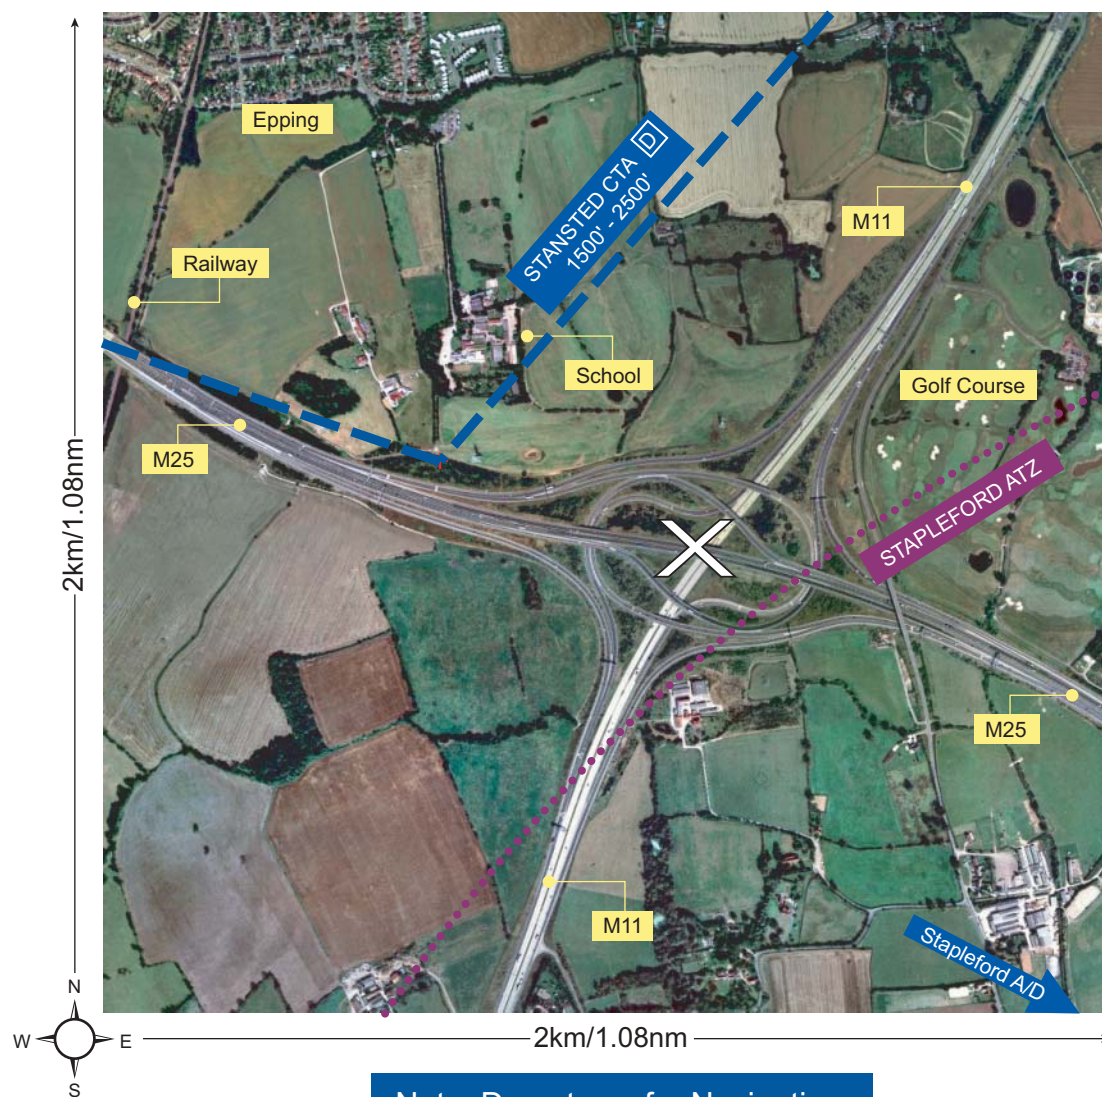 Epping
STANSTED CTA D
1500' - 2500'
M11
Railway
School
Golf Course
M25
STAPLEFORD ATZ
2km/1.08nm
M25
M11
Stapleford A/D
N
W E
S
2km/1.08nm